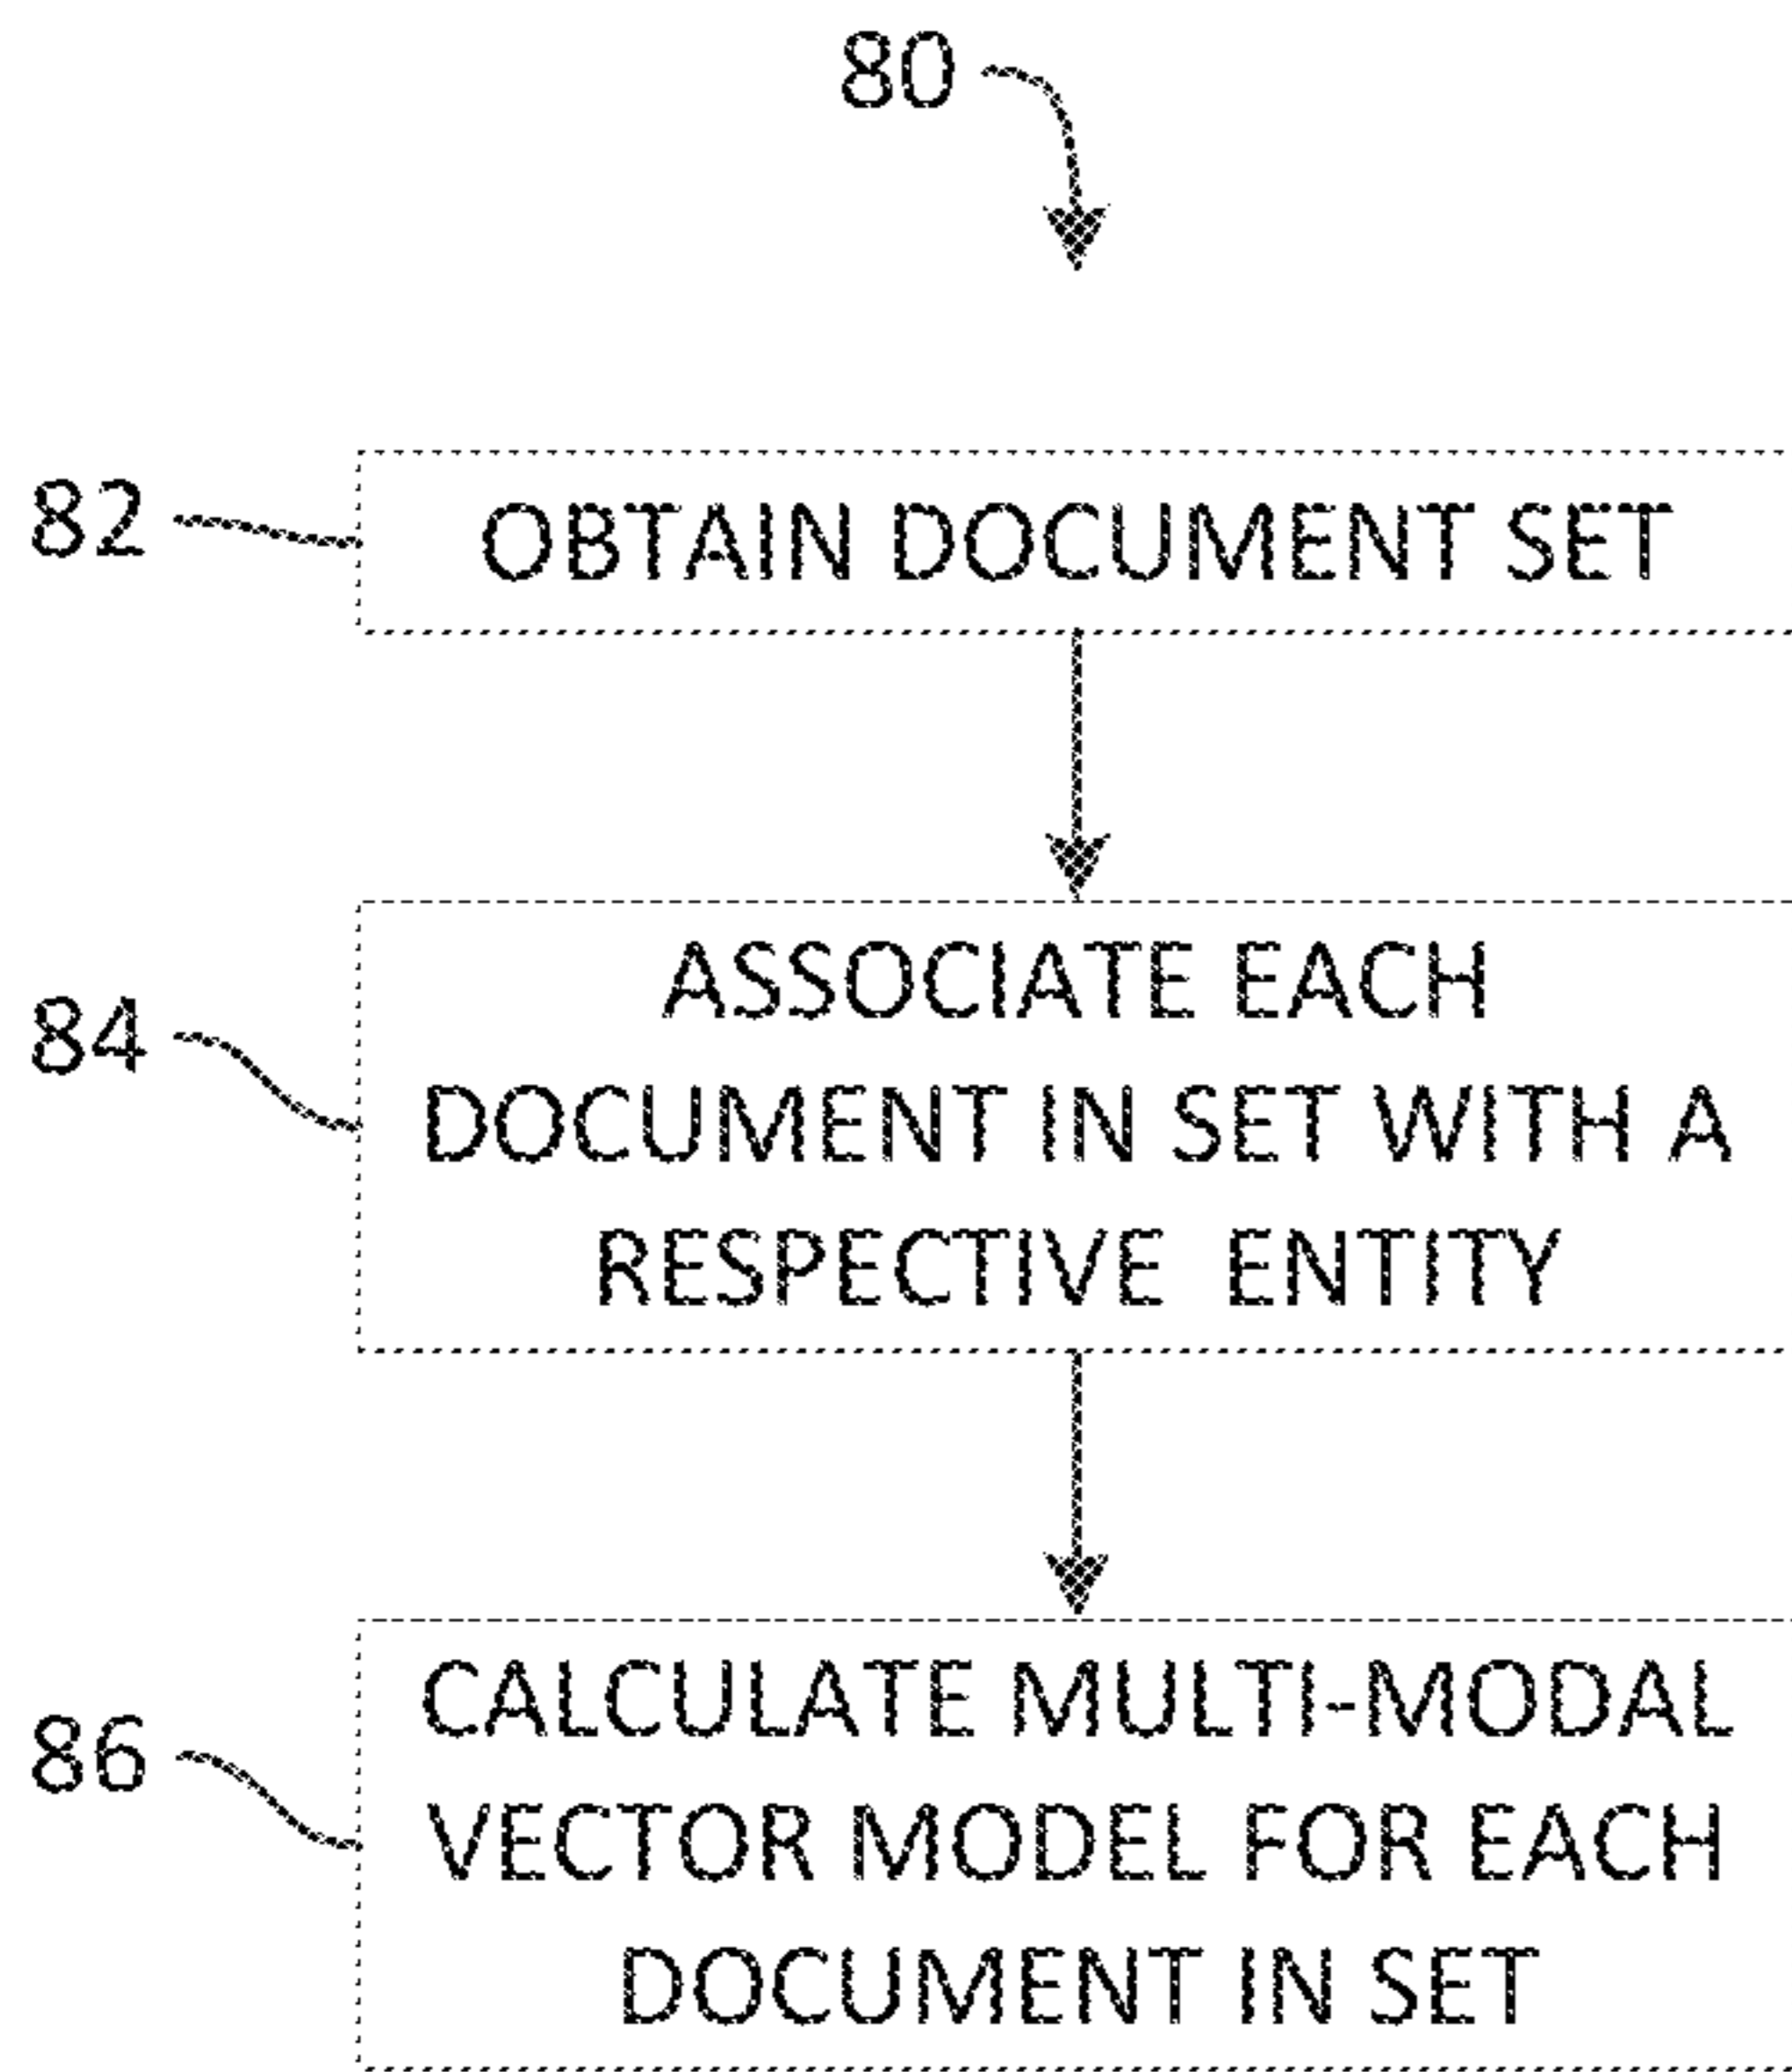 80
82
OBTAIN DOCUMENT SET
84
ASSOCIATE EACH
DOCUMENT IN SET WITH A
RESPECTIVE ENTITY
86
CALCULATE MULTI-MODAL
VECTOR MODEL FOR EACH
DOCUMENT IN SET